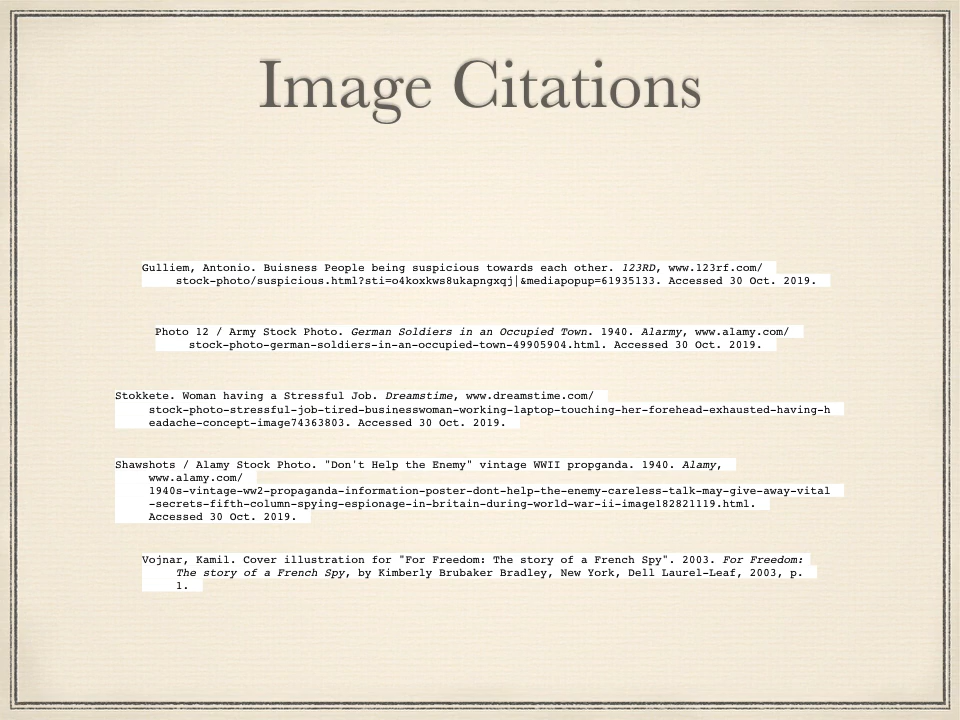 Image Citations
Gulliem, Antonio. Buisness People being suspicious towards each other. 123RD, www.123rf.com/
stock-photo/suspicious.html?sti=o4koxkws8ukapngxqj|&mediapopup=61935133. Accessed 30 Oct. 2019.
Photo 12 / Army Stock Photo. German Soldiers in an Occupied Town. 1940. Alarmy, www.alamy.com/
stock-photo-german-soldiers-in-an-occupied-town-49905904.html. Accessed 30 Oct. 2019.
Stokkete. Woman having a Stressful Job. Dreamstime, www.dreamstime.com/
stock-photo-stressful-job-tired-businesswoman-working-laptop-touching-her-forehead-exhausted-having-h
eadache-concept-image74363803. Accessed 30 Oct. 2019.
Shawshots / Alamy Stock Photo. "Don't Help the Enemy" vintage WWII propganda. 1940. Alamy,
www.alamy.com/
1940s-vintage-ww2-propaganda-information-poster-dont-help-the-enemy-careless-talk-may-give-away-vital
-secrets-fifth-column-spying-espionage-in-britain-during-world-war-ii-image182821119.html.
Accessed 30 Oct. 2019.
Vojnar, Kamil. Cover illustration for "For Freedom: The story of a French Spy". 2003. For Freedom:
The story of a French Spy, by Kimberly Brubaker Bradley, New York, Dell Laurel-Leaf, 2003, p.
1.